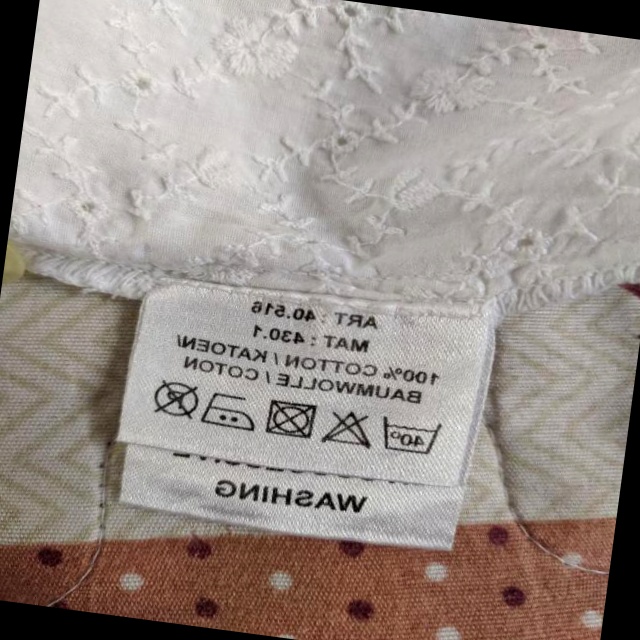 ART : 40.516
MAT : 430.1
100% COTTON / KATOEN/
BAUMWOLLE / COTON
40°
WASHING